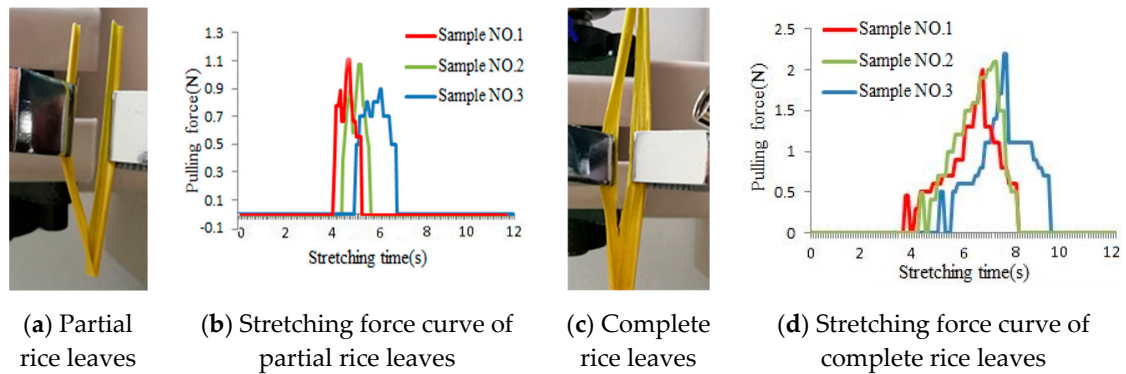 Pulling force(N)
1.3
1.1
0.9
0.7
0.5
0.3
0.1
-0.1
0
2
4
6
8
10
12
Stretching time(s)
Sample NO.1
Sample NO.2
Sample NO.3
Pulling force(N)
2.5
2
1.5
1
0.5
0
0
2
4
6
8
10
12
Stretching time(s)
Sample NO.1
Sample NO.2
Sample NO.3
(a) Partial
rice leaves
(b) Stretching force curve of
partial rice leaves
(c) Complete
rice leaves
(d) Stretching force curve of
complete rice leaves